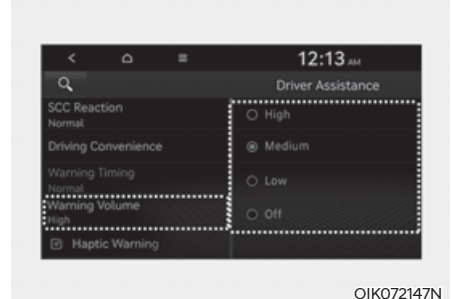 12:13 AM
Driver Assistance
SCC Reaction
Normal
Driving Convenience
Warning Timing
Normal
Warning Volume
High
Haptic Warning
High
Medium
Low
Off
OIK072147N